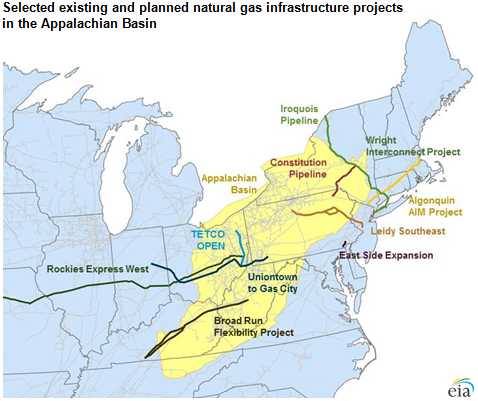 Selected existing and planned natural gas infrastructure projects
in the Appalachian Basin
Iroquois
Pipeline
Wright
Interconnect Project
Constitution
Pipeline
Appalachian
Basin
Algonquin
AIM Project
TETCO
OPEN
Leidy Southeast
East Side Expansion
Rockies Express West
Uniontown
to Gas City
Broad Run
Flexibility Project
eia